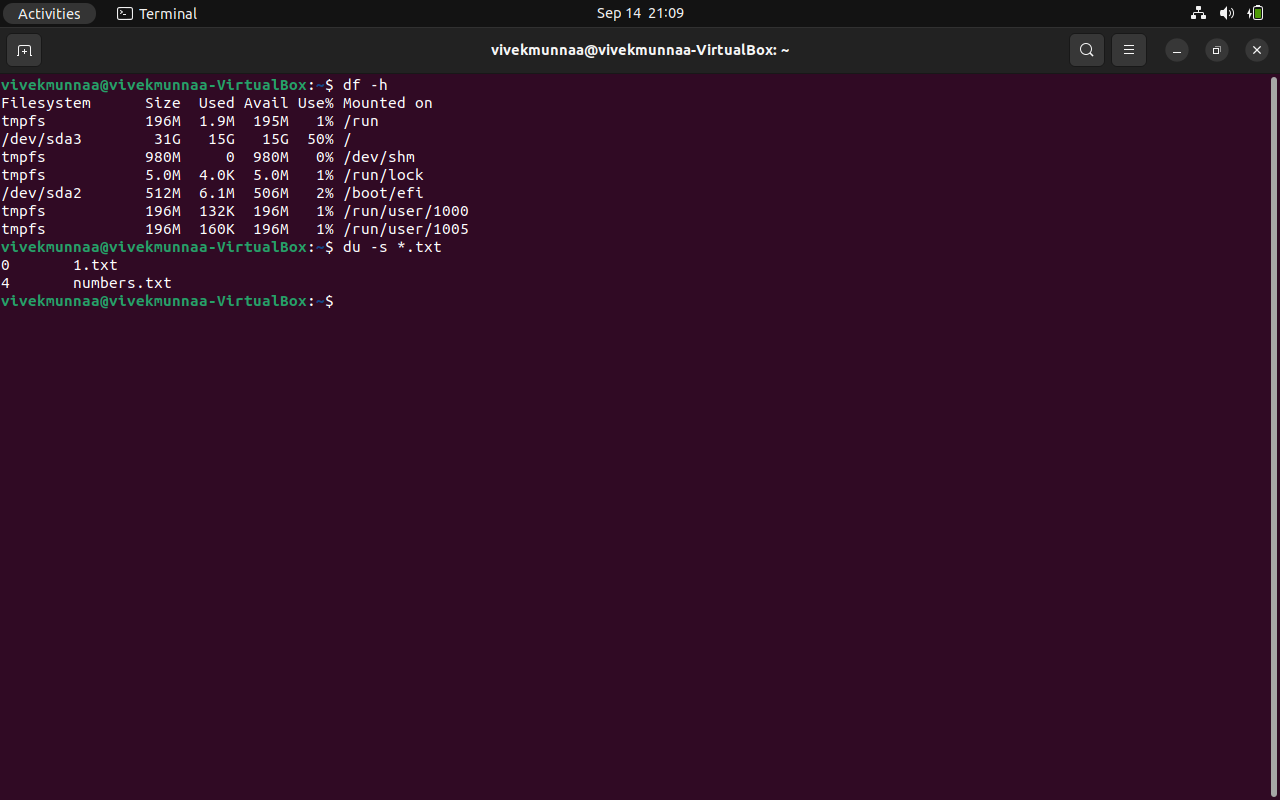 Activities Terminal Sep 14 21:09
vivekmunnaa@vivekmunnaa-VirtualBox: ~
vivekmunnaa@vivekmunnaa-VirtualBox:~$ df -h
Filesystem      Size  Used Avail Use% Mounted on
tmpfs           196M  1.9M  195M   1% /run
/dev/sda3        31G   15G   15G  50% /
tmpfs           980M     0  980M   0% /dev/shm
tmpfs           5.0M  4.0K  5.0M   1% /run/lock
/dev/sda2       512M  6.1M  506M   2% /boot/efi
tmpfs           196M  132K  196M   1% /run/user/1000
tmpfs           196M  160K  196M   1% /run/user/1005
vivekmunnaa@vivekmunnaa-VirtualBox:~$ du -s *.txt
0       1.txt
4       numbers.txt
vivekmunnaa@vivekmunnaa-VirtualBox:~$